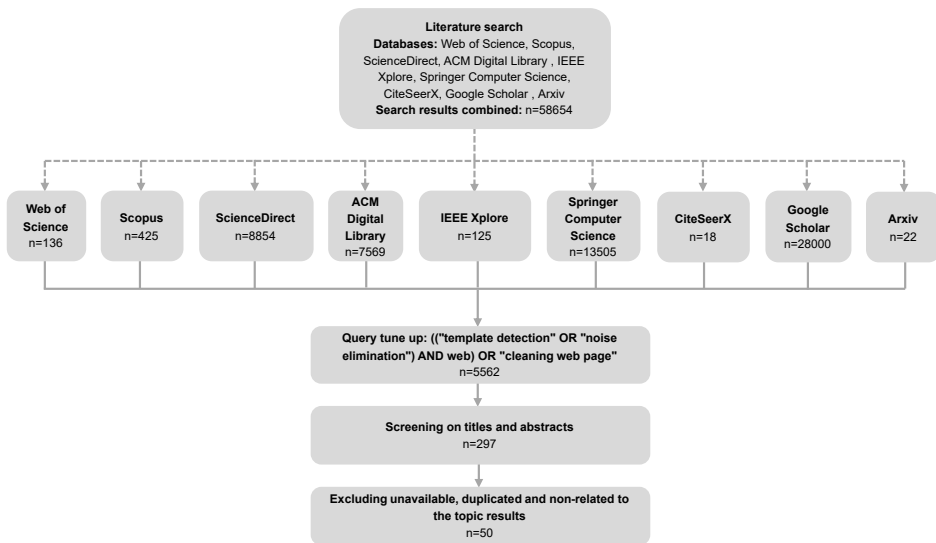 Literature search
Databases: Web of Science, Scopus,
ScienceDirect, ACM Digital Library , IEEE
Xplore, Springer Computer Science,
CiteSeerX, Google Scholar , Arxiv
Search results combined: n=58654
Web of
Science
n=136
Scopus
n=425
ScienceDirect
n=8854
ACM
Digital
Library
n=7569
IEEE Xplore
n=125
Springer
Computer
Science
n=13505
CiteSeerX
n=18
Google
Scholar
n=28000
Arxiv
n=22
Query tune up: (("template detection" OR "noise
elimination") AND web) OR "cleaning web page"
n=5562
Screening on titles and abstracts
n=297
Excluding unavailable, duplicated and non-related to
the topic results
n=50